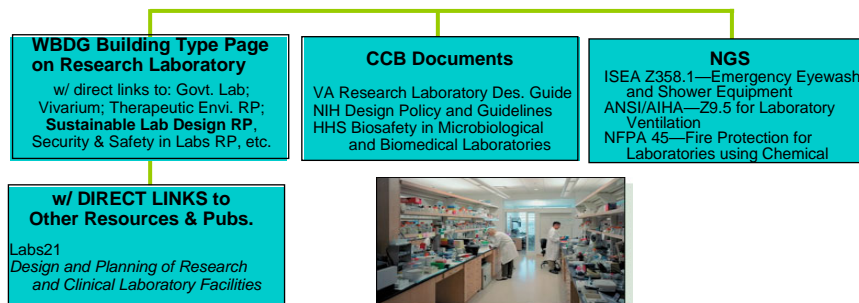 WBDG Building Type Page
on Research Laboratory
w/ direct links to: Govt. Lab;
Vivarium; Therapeutic Envi. RP;
Sustainable Lab Design RP,
Security & Safety in Labs RP, etc.
CCB Documents
VA Research Laboratory Des. Guide
NIH Design Policy and Guidelines
HHS Biosafety in Microbiological
and Biomedical Laboratories
NGS
ISEA Z358.1—Emergency Eyewash
and Shower Equipment
ANSI/AIHA—Z9.5 for Laboratory
Ventilation
NFPA 45—Fire Protection for
Laboratories using Chemical
w/ DIRECT LINKS to
Other Resources & Pubs.
Labs21
Design and Planning of Research
and Clinical Laboratory Facilities